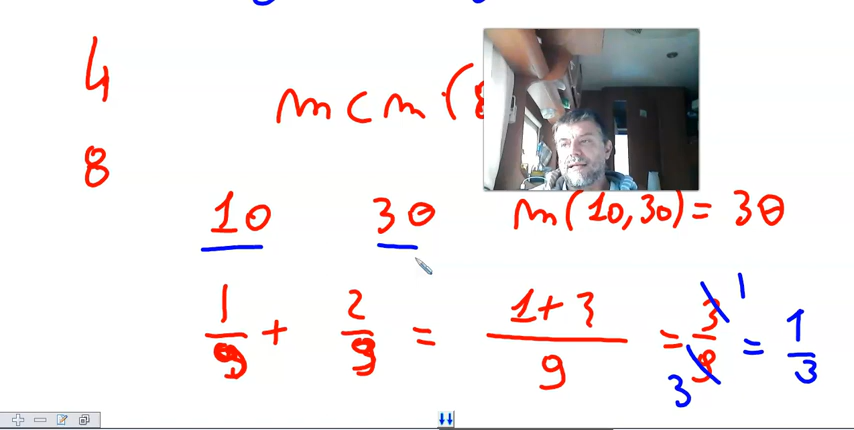 4
m c m (8
8
10 30 m(10,30) = 30
1/9 + 2/9 = 1+3/9 = 3/9 = 1/3
1
3